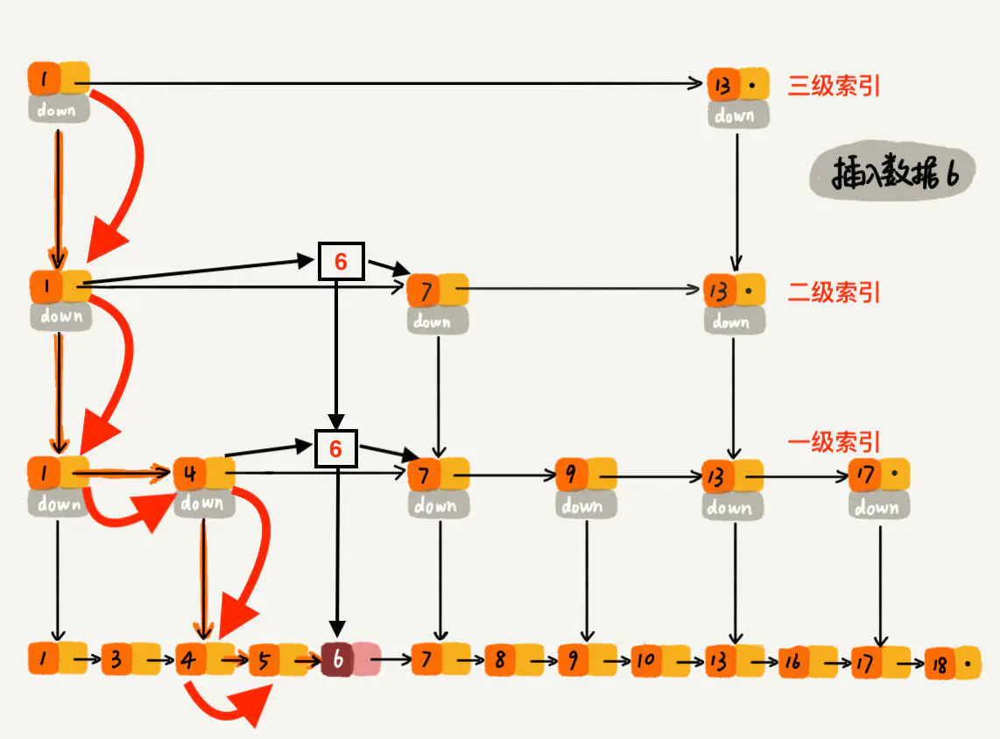 1 13 三级索引
down down
插入数据6
6
1 7 13 二级索引
down down down
一级索引
6
1 4 7 9 13 17
down down down down down down
1 3 4 5 6 7 8 9 10 13 16 17 18